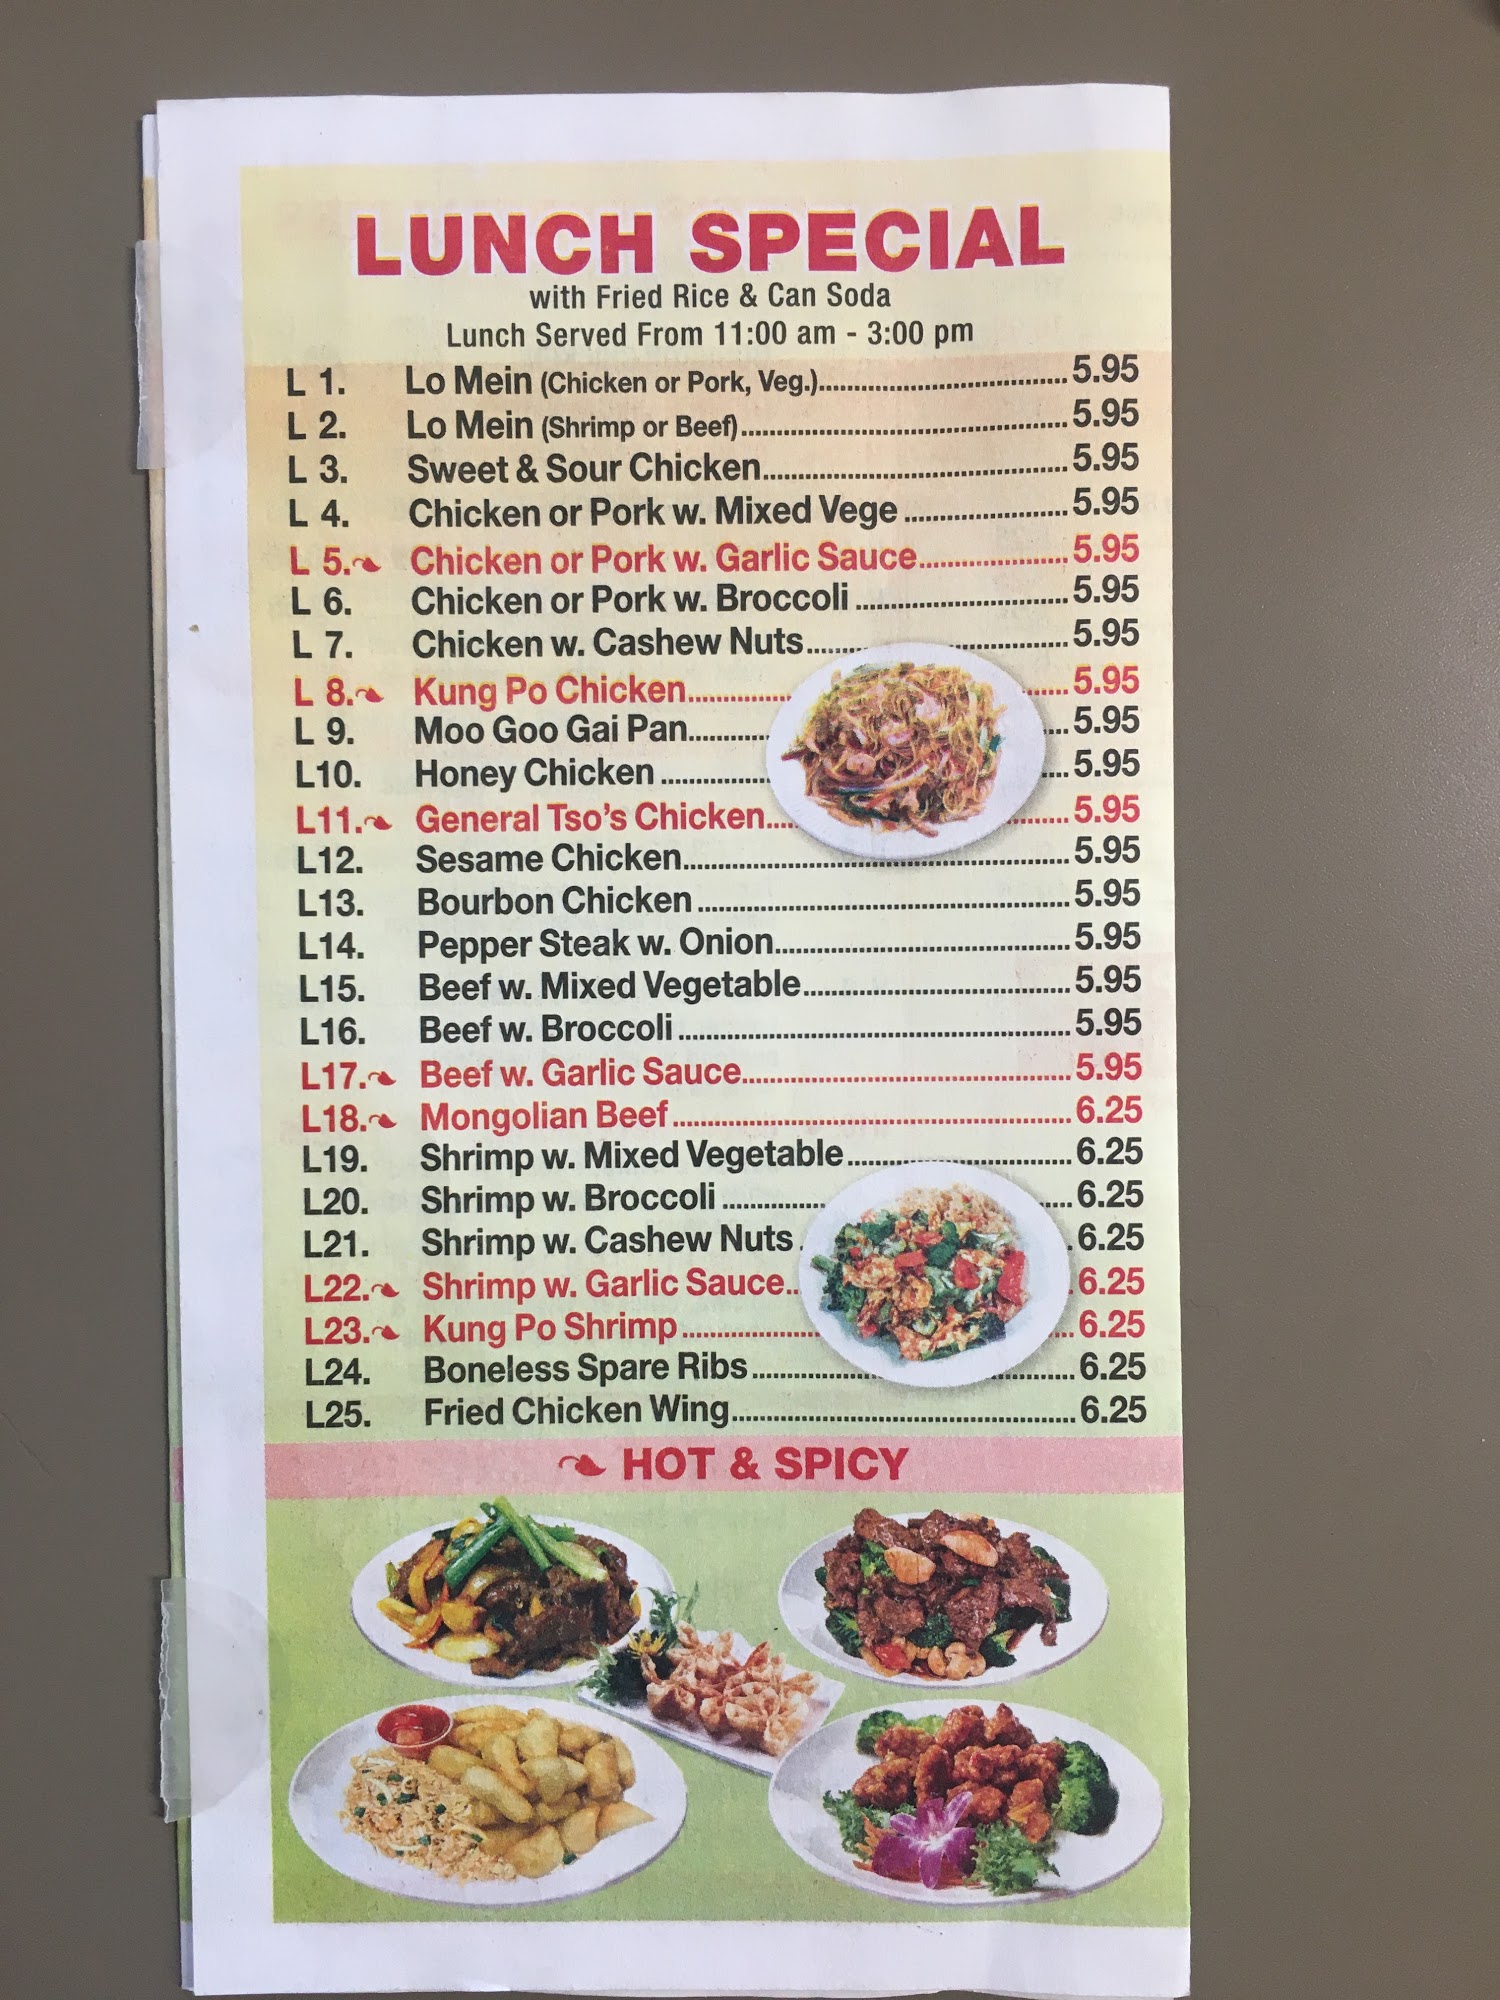 LUNCH SPECIAL
with Fried Rice & Can Soda
Lunch Served From 11:00 am - 3:00 pm
L 1. Lo Mein (Chicken or Pork, Veg.)..............................5.95
L 2. Lo Mein (Shrimp or Beef)..............................5.95
L 3. Sweet & Sour Chicken..............................5.95
L 4. Chicken or Pork w. Mixed Vege ....................5.95
L 5. Chicken or Pork w. Garlic Sauce....................5.95
L 6. Chicken or Pork w. Broccoli ....................5.95
L 7. Chicken w. Cashew Nuts....................5.95
L 8. Kung Po Chicken....................5.95
L 9. Moo Goo Gai Pan....................5.95
L10. Honey Chicken ....................5.95
L11. General Tso's Chicken....................5.95
L12. Sesame Chicken....................5.95
L13. Bourbon Chicken ....................5.95
L14. Pepper Steak w. Onion....................5.95
L15. Beef w. Mixed Vegetable....................5.95
L16. Beef w. Broccoli ....................5.95
L17. Beef w. Garlic Sauce....................5.95
L18. Mongolian Beef ....................6.25
L19. Shrimp w. Mixed Vegetable....................6.25
L20. Shrimp w. Broccoli ....................6.25
L21. Shrimp w. Cashew Nuts ....................6.25
L22. Shrimp w. Garlic Sauce....................6.25
L23. Kung Po Shrimp ....................6.25
L24. Boneless Spare Ribs ....................6.25
L25. Fried Chicken Wing....................6.25
HOT & SPICY